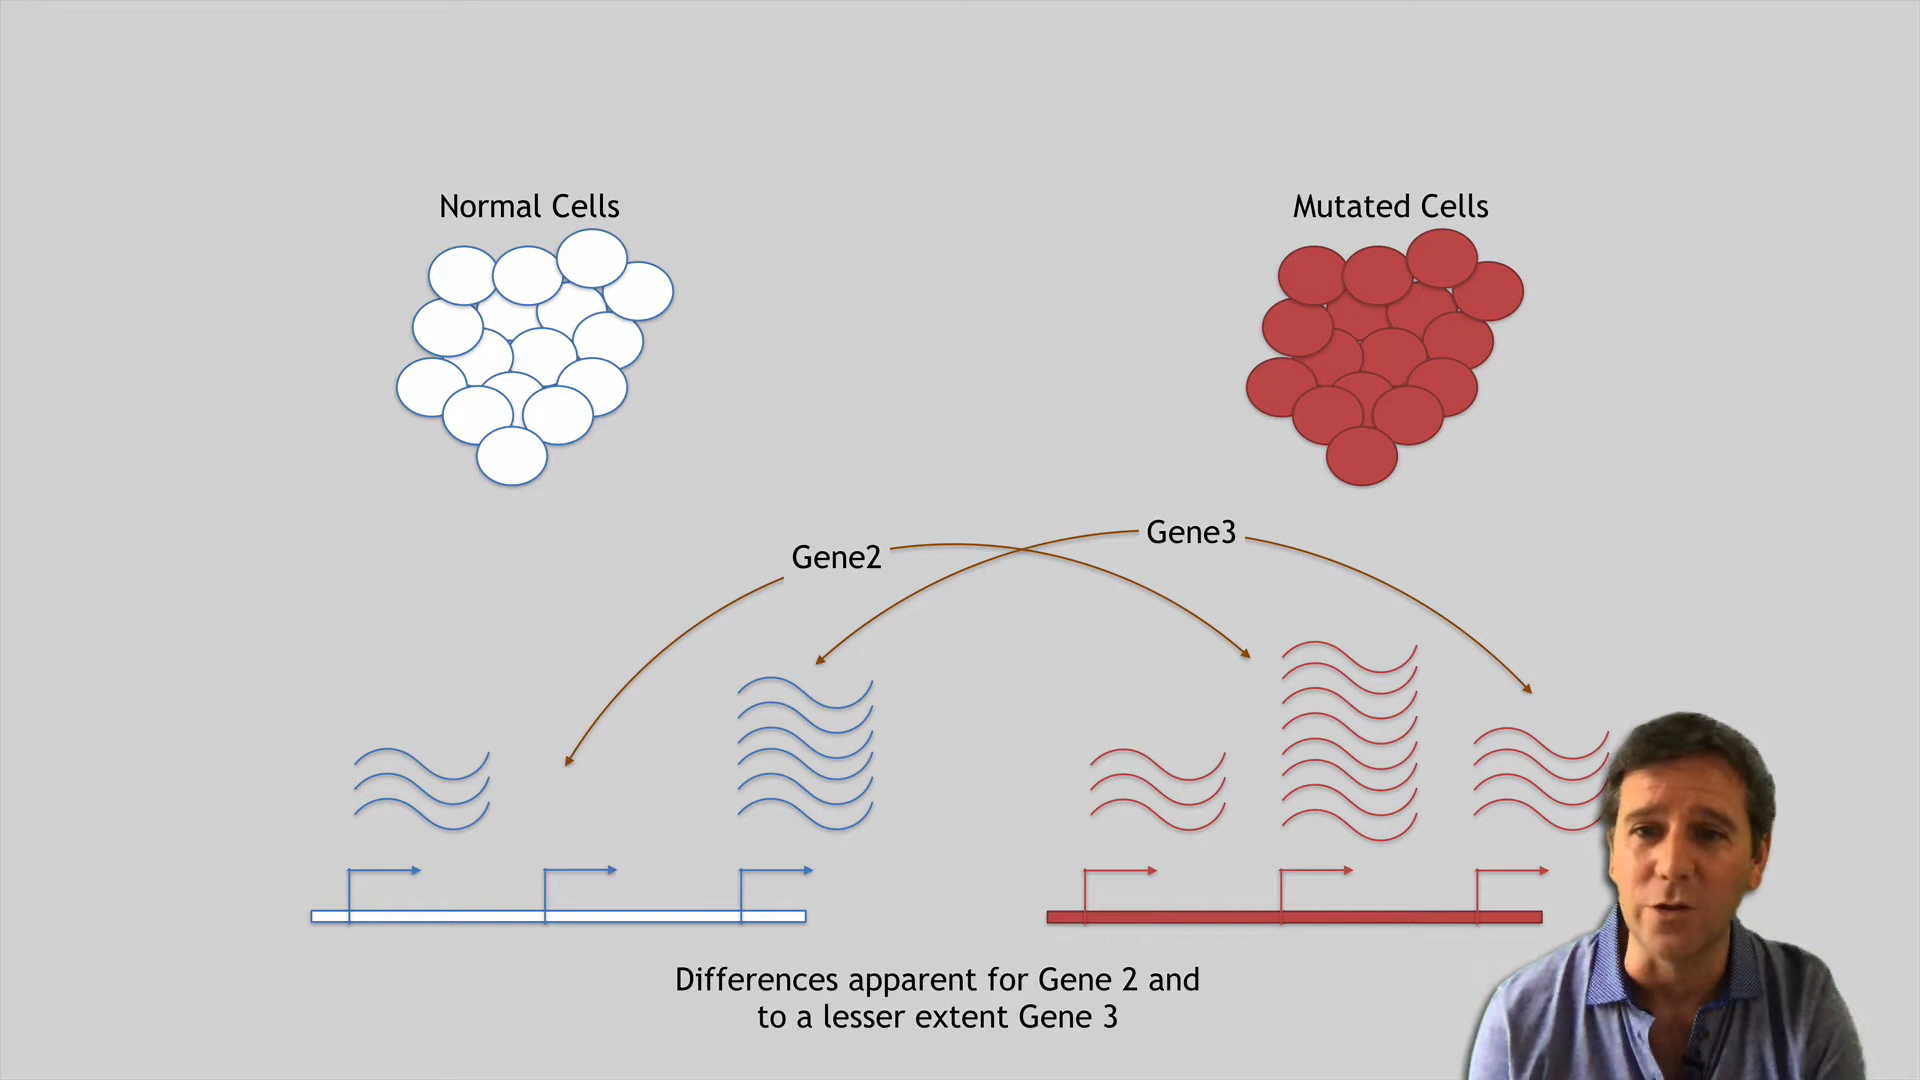 Normal Cells
Mutated Cells
Gene3
Gene2
Differences apparent for Gene 2 and
to a lesser extent Gene 3